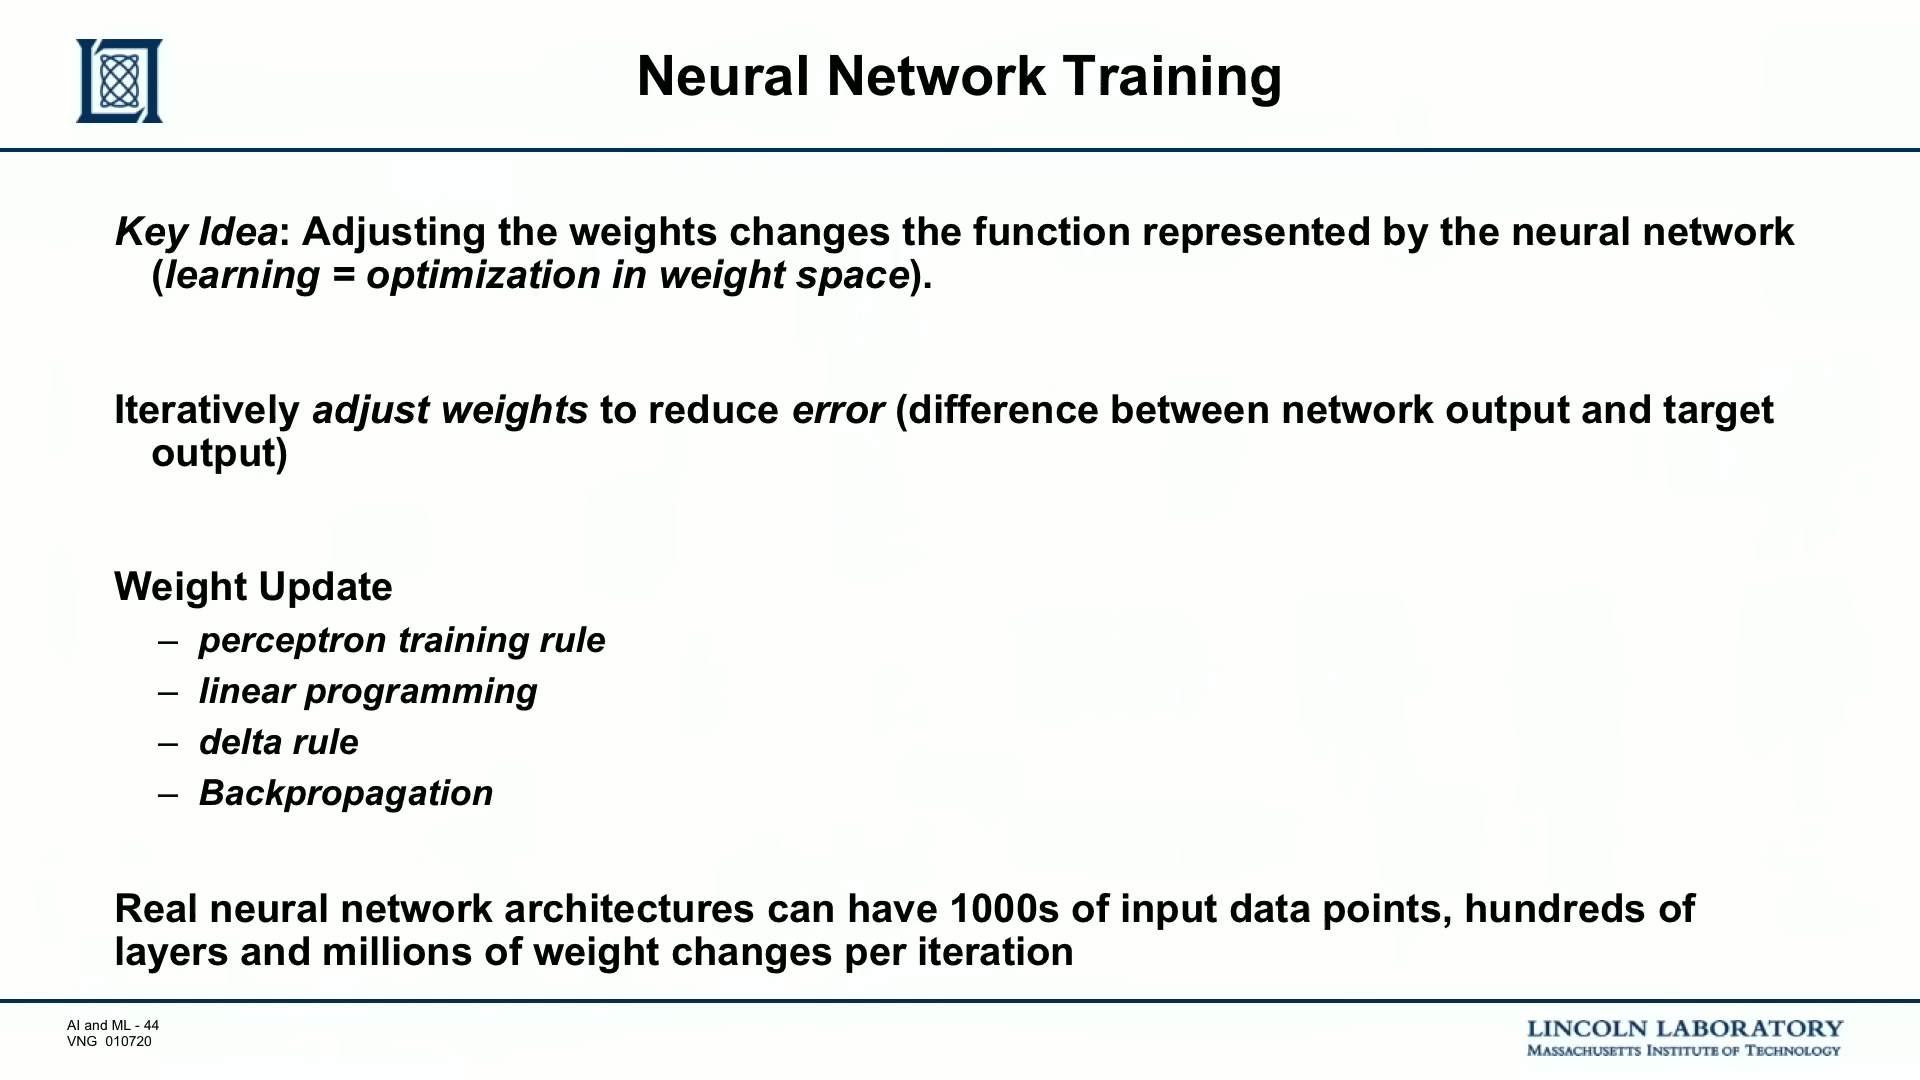 Neural Network Training
Key Idea: Adjusting the weights changes the function represented by the neural network
(learning = optimization in weight space).
Iteratively adjust weights to reduce error (difference between network output and target
output)
Weight Update
– perceptron training rule
– linear programming
– delta rule
– Backpropagation
Real neural network architectures can have 1000s of input data points, hundreds of
layers and millions of weight changes per iteration
AI and ML - 44
VNG 010720
LINCOLN LABORATORY
MASSACHUSETTS INSTITUTE OF TECHNOLOGY